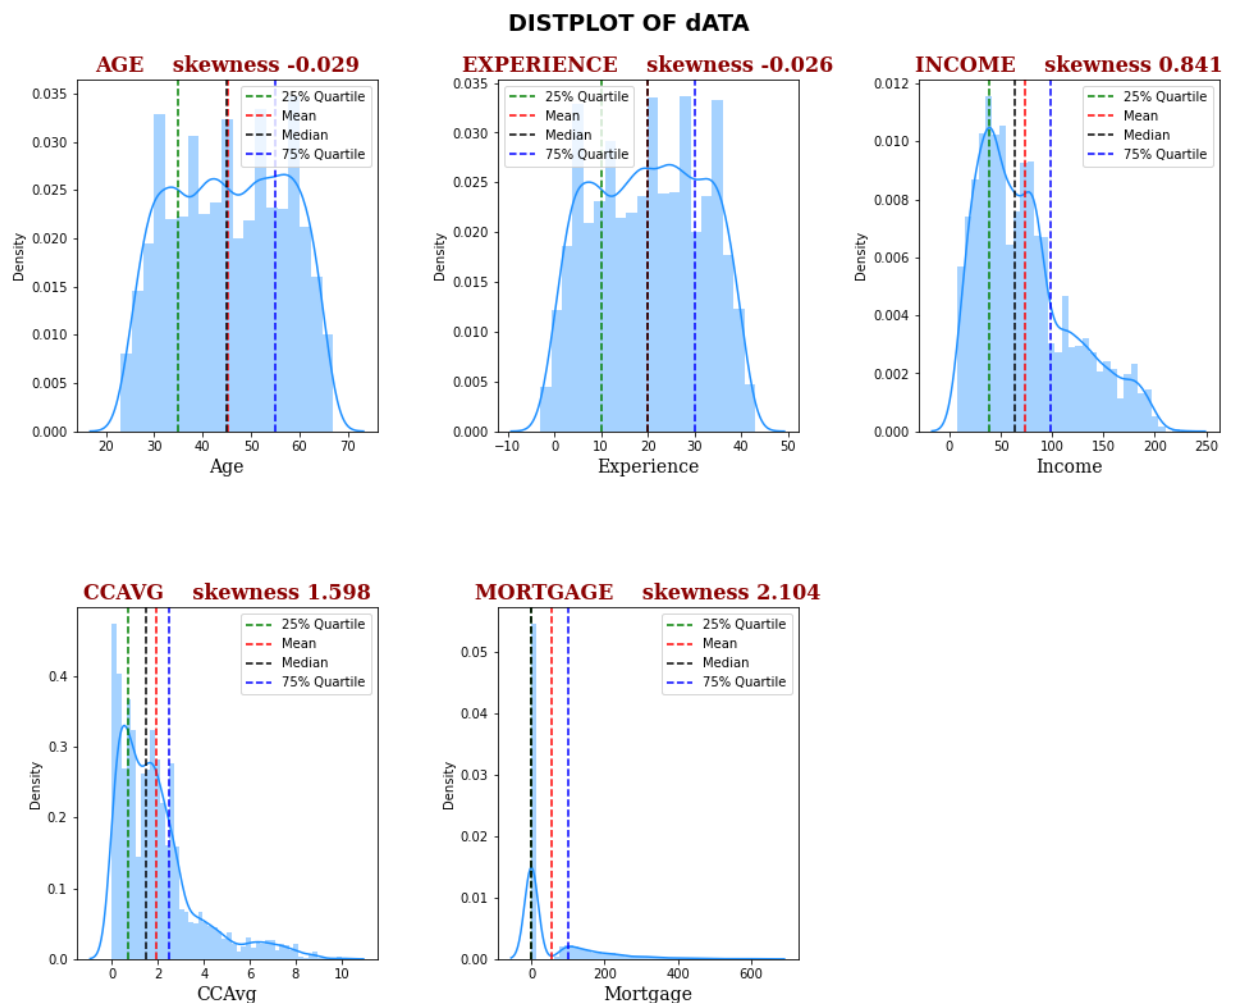 DISTPLOT OF dATA
AGE skewness -0.029
0.035
0.030
0.025
0.020
0.015
0.010
0.005
0.000
Density
25% Quartile
Mean
Median
75% Quartile
20 30 40 50 60 70
Age
EXPERIENCE skewness -0.026
0.035
0.030
0.025
0.020
0.015
0.010
0.005
0.000
Density
25% Quartile
Mean
Median
75% Quartile
−10 0 10 20 30 40 50
Experience
INCOME skewness 0.841
0.012
0.010
0.008
0.006
0.004
0.002
0.000
Density
25% Quartile
Mean
Median
75% Quartile
0 50 100 150 200 250
Income
CCAVG skewness 1.598
0.4
0.3
0.2
0.1
0.0
Density
25% Quartile
Mean
Median
75% Quartile
0 2 4 6 8 10
CCAvg
MORTGAGE skewness 2.104
0.05
0.04
0.03
0.02
0.01
0.00
Density
25% Quartile
Mean
Median
75% Quartile
0 200 400 600
Mortgage